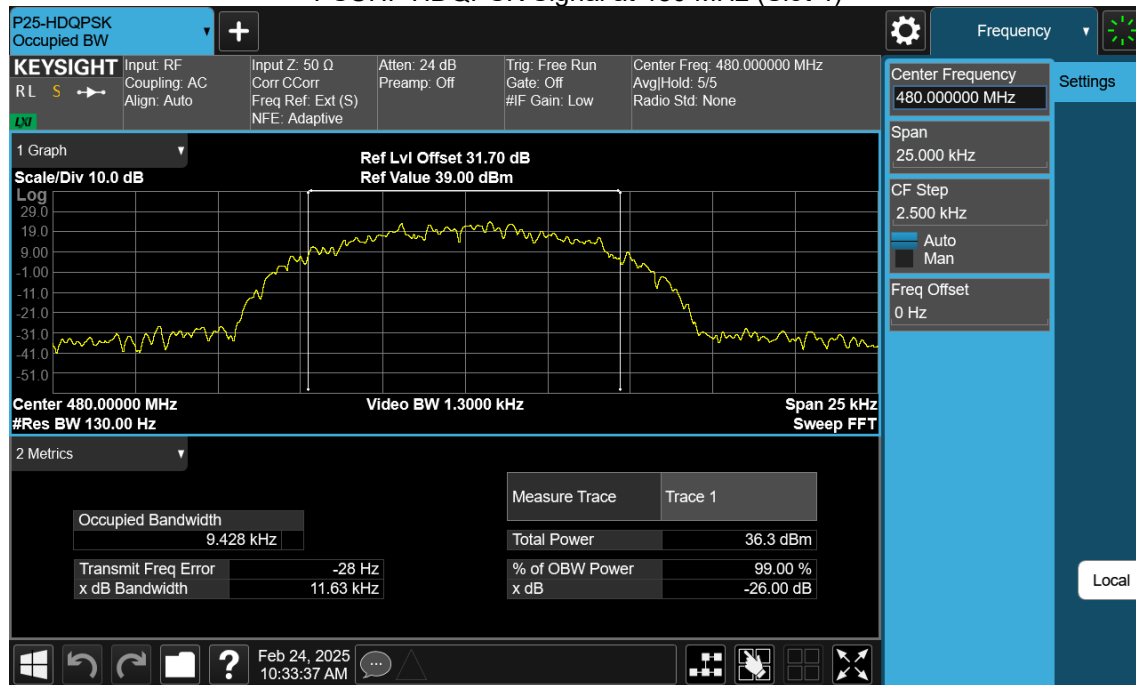 P25-HDQPSK
Occupied BW
Frequency
KEYSIGHT
R L S
LXI
Input: RF
Coupling: AC
Align: Auto
Input Z: 50 Ω
Corr CCorr
Freq Ref: Ext (S)
NFE: Adaptive
Atten: 24 dB
Preamp: Off
Trig: Free Run
Gate: Off
#IF Gain: Low
Center Freq: 480.000000 MHz
Avg|Hold: 5/5
Radio Std: None
Center Frequency
480.000000 MHz
Settings
Span
25.000 kHz
CF Step
2.500 kHz
Auto
Man
Freq Offset
0 Hz
Local
1 Graph
Scale/Div 10.0 dB
Ref Lvl Offset 31.70 dB
Ref Value 39.00 dBm
Log
29.0
19.0
9.00
-1.00
-11.0
-21.0
-31.0
-41.0
-51.0
Center 480.00000 MHz
#Res BW 130.00 Hz
Video BW 1.3000 kHz
Span 25 kHz
Sweep FFT
2 Metrics
Measure Trace Trace 1
Occupied Bandwidth
9.428 kHz
Total Power 36.3 dBm
Transmit Freq Error -28 Hz
% of OBW Power 99.00 %
x dB Bandwidth 11.63 kHz
x dB -26.00 dB
?
Feb 24, 2025
10:33:37 AM